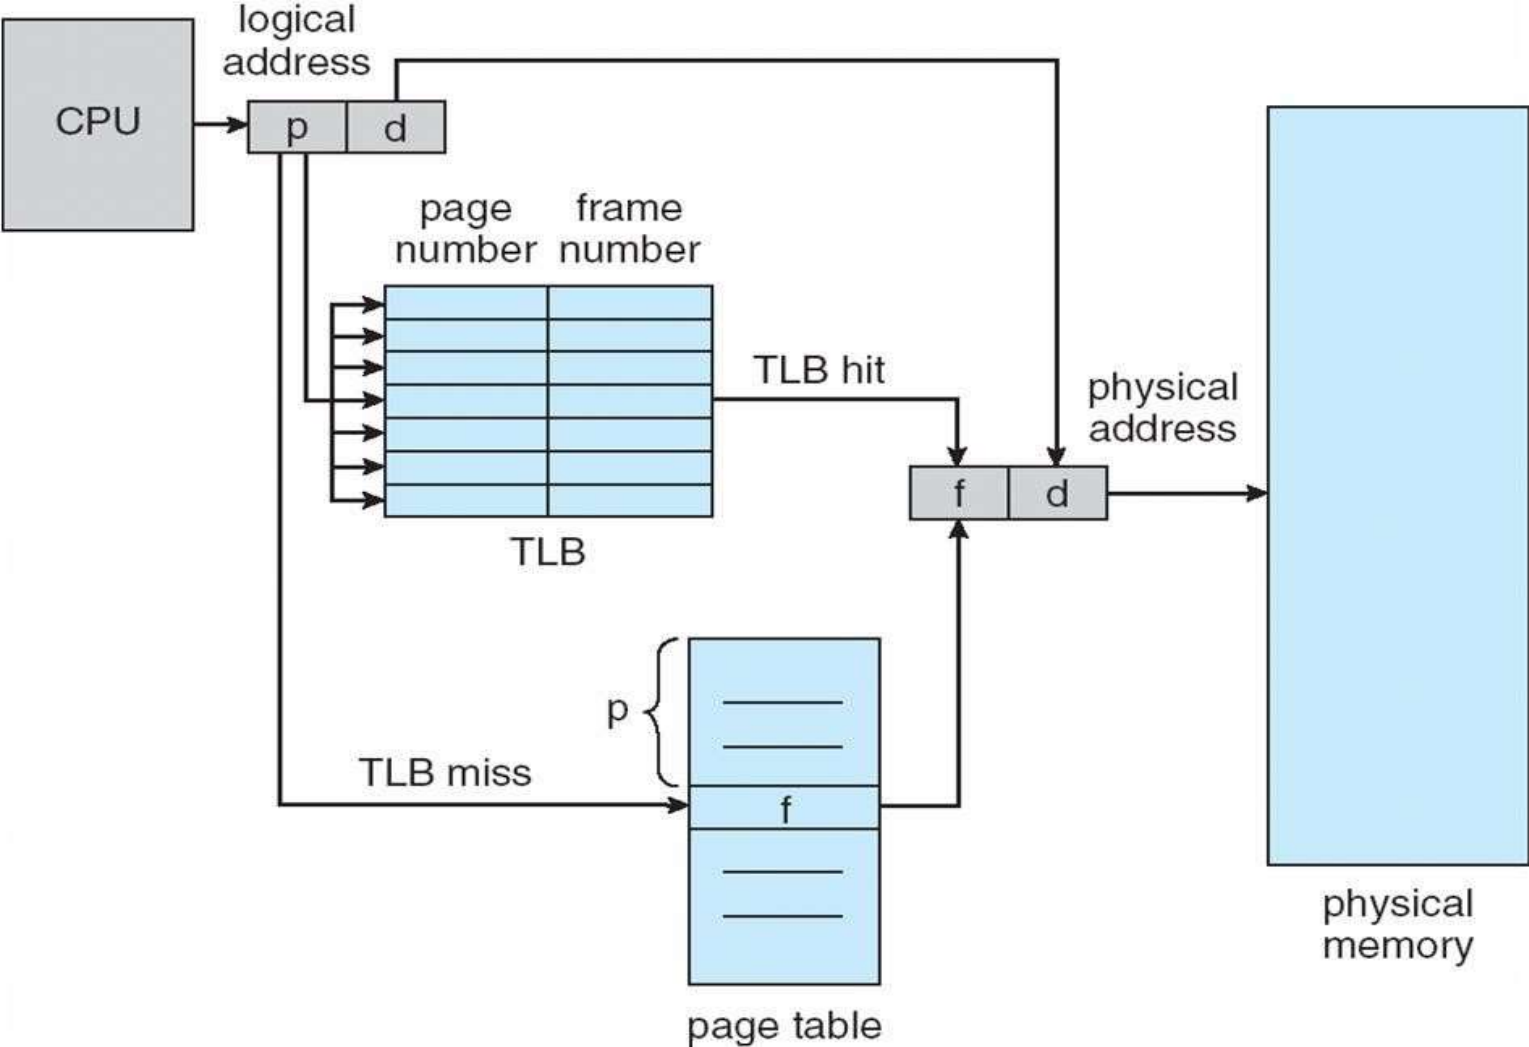 logical
address
CPU
p
d
page
number
frame
number
TLB hit
physical
address
f
d
TLB
p
TLB miss
f
physical
memory
page table